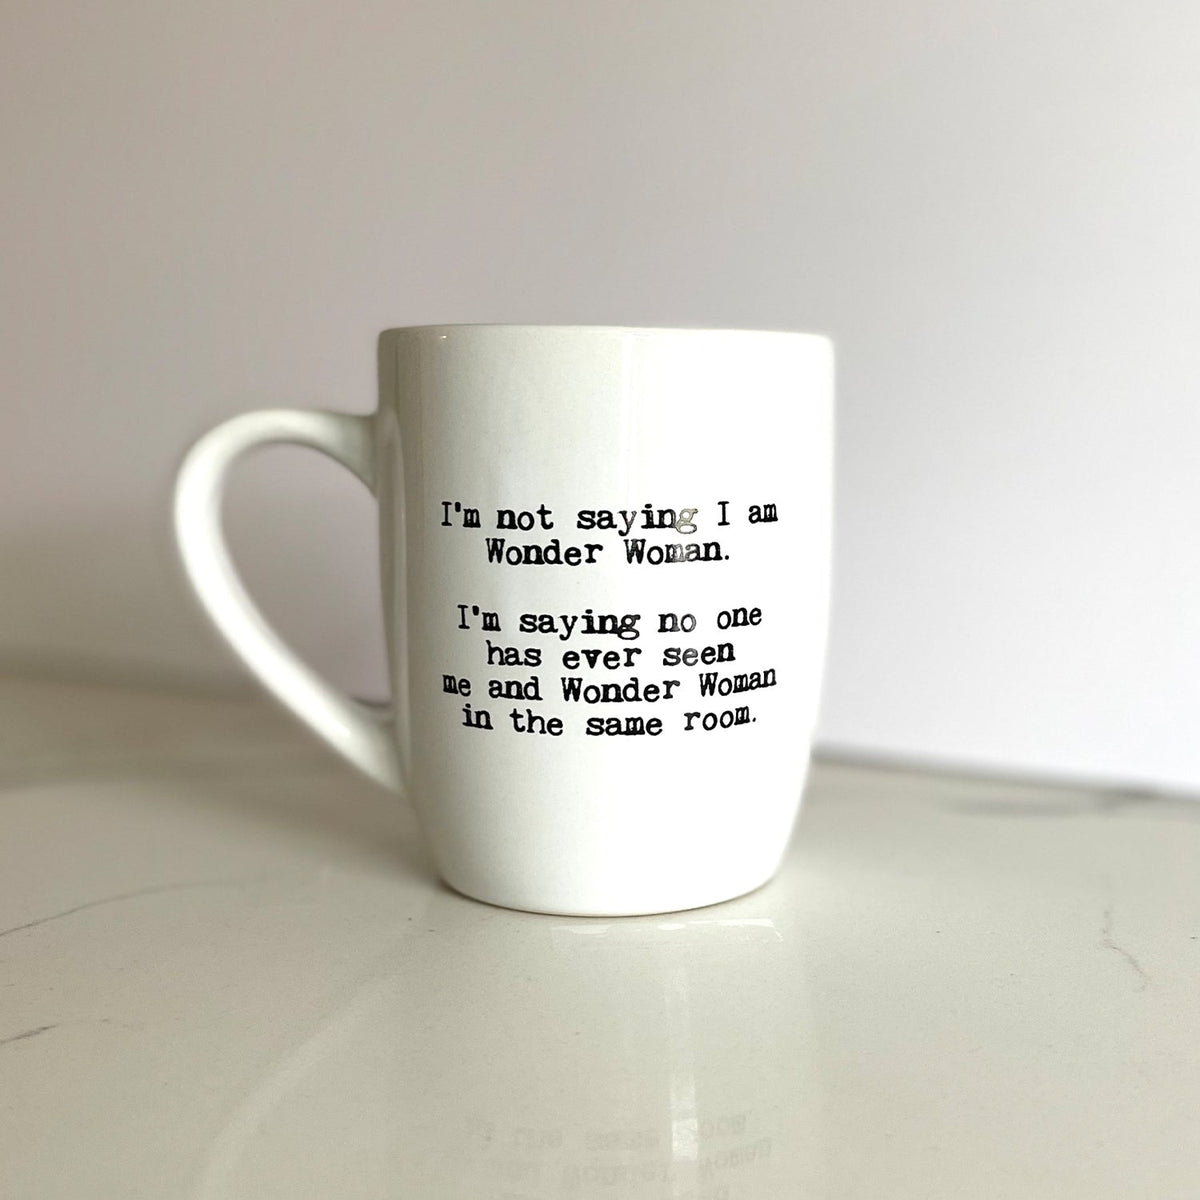 I'm not saying I am
Wonder Woman.
I'm saying no one
has ever seen
me and Wonder Woman
in the same room.